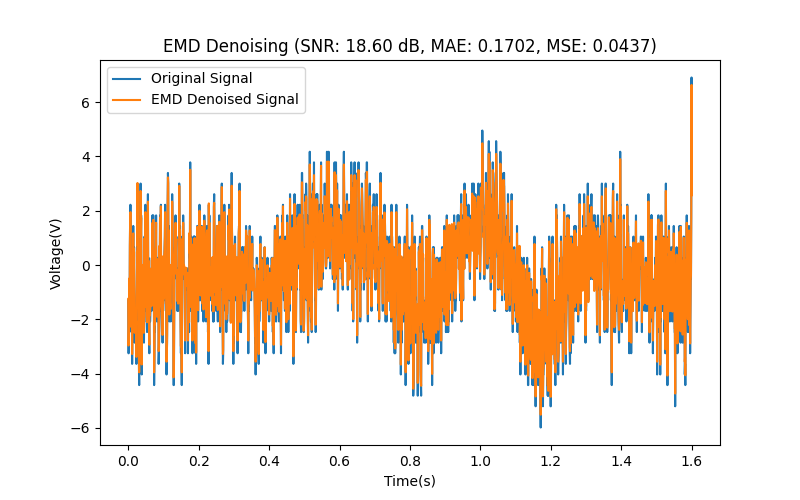 EMD Denoising (SNR: 18.60 dB, MAE: 0.1702, MSE: 0.0437)
Original Signal
EMD Denoised Signal
6
4
2
0
−2
−4
−6
Voltage(V)
0.0 0.2 0.4 0.6 0.8 1.0 1.2 1.4 1.6
Time(s)